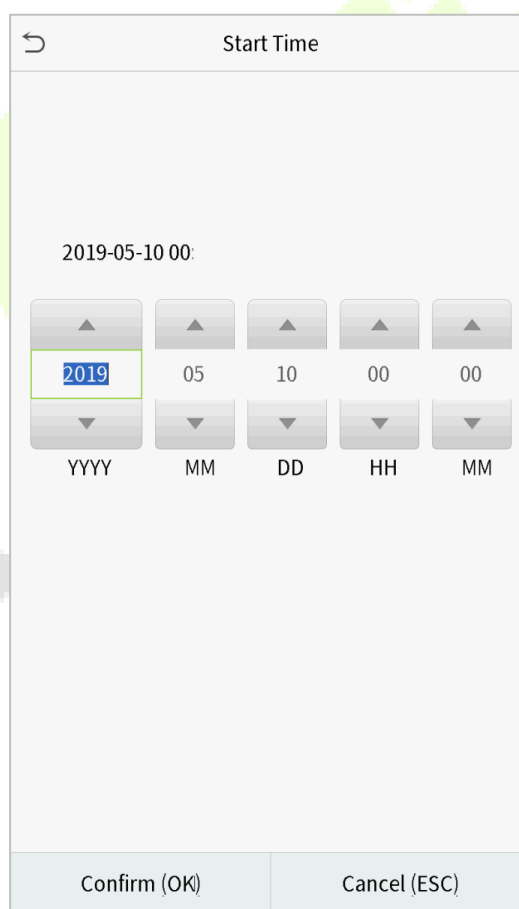 Start Time
2019-05-10 00:
2019 05 10 00 00
YYYY MM DD HH MM
Confirm (OK) Cancel (ESC)